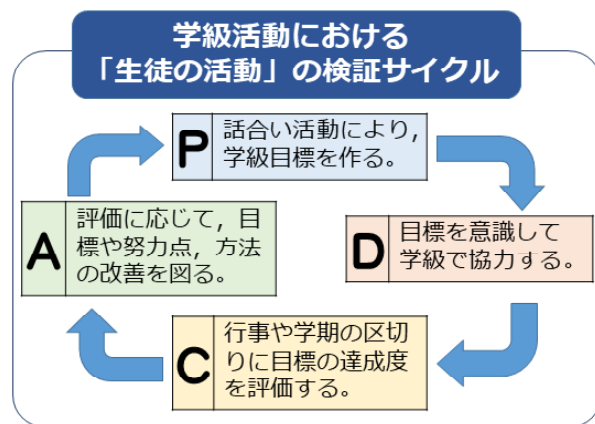 学級活動における
「生徒の活動」の検証サイクル
P
話合い活動により，
学級目標を作る。
D
目標を意識して
学級で協力する。
C
行事や学期の区切
りに目標の達成度
を評価する。
A
評価に応じて，目
標や努力点，方法
の改善を図る。